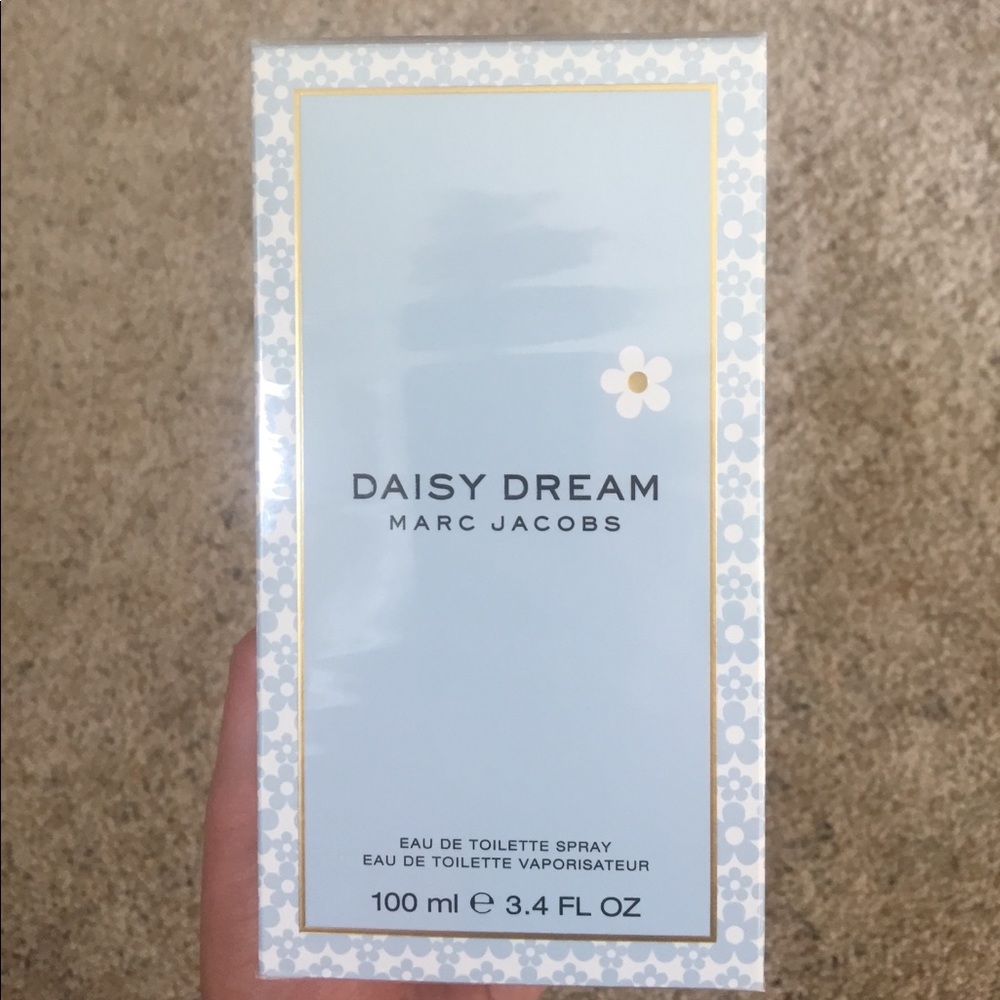 DAISY DREAM
MARC JACOBS
EAU DE TOILETTE SPRAY
EAU DE TOILETTE VAPORISATEUR
100 ml ℮ 3.4 FL OZ